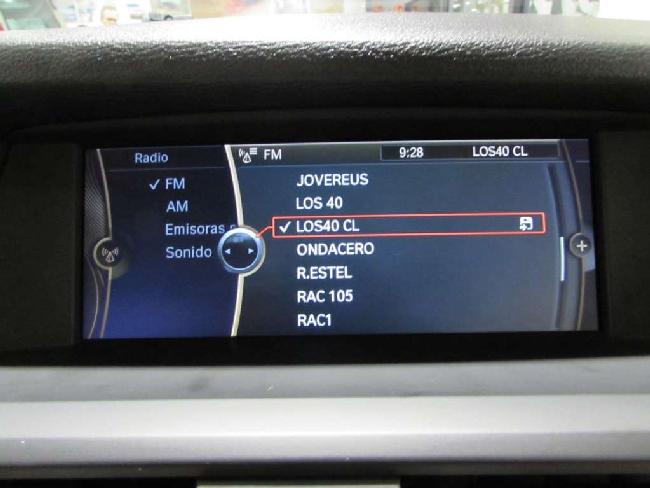 Radio
FM
9:28
LOS40 CL
FM
AM
Emisoras
Sonido
JOVEREUS
LOS 40
LOS40 CL
ONDACERO
R.ESTEL
RAC 105
RAC1